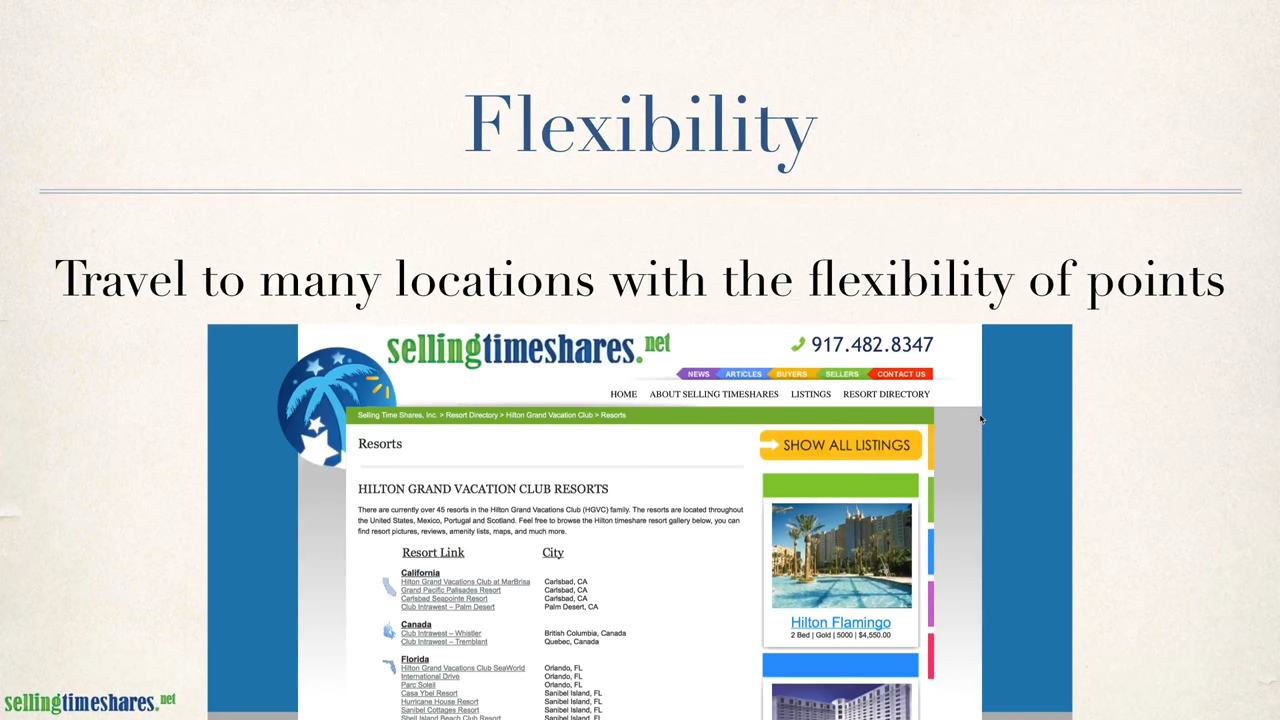 Flexibility
Travel to many locations with the flexibility of points
sellingtimeshares.net
917.482.8347
NEWS ARTICLES BUYERS SELLERS CONTACT US
HOME ABOUT SELLING TIMESHARES LISTINGS RESORT DIRECTORY
Selling Time Shares, Inc. > Resort Directory > Hilton Grand Vacation Club > Resorts
Resorts
SHOW ALL LISTINGS
HILTON GRAND VACATION CLUB RESORTS
There are currently over 45 resorts in the Hilton Grand Vacations Club (HGVC) family. The resorts are located throughout
the United States, Mexico, Portugal and Scotland. Feel free to browse the Hilton timeshare resort gallery below, you can
find resort pictures, reviews, amenity lists, maps, and much more.
Resort Link City
California
Hilton Grand Vacations Club at MarBrisa Carlsbad, CA
Grand Pacific Palisades Resort Carlsbad, CA
Carlsbad Seapointe Resort Carlsbad, CA
Club Intrawest – Palm Desert Palm Desert, CA
Canada
Club Intrawest – Whistler British Columbia, Canada
Club Intrawest – Tremblant Quebec, Canada
Florida
Hilton Grand Vacations Club SeaWorld Orlando, FL
International Drive Orlando, FL
Parc Soleil Orlando, FL
Casa Ybel Resort Sanibel Island, FL
Hurricane House Resort Sanibel Island, FL
Sanibel Cottages Resort Sanibel Island, FL
Shell Island Beach Club Resort Sanibel Island, FL
Hilton Flamingo
2 Bed | Gold | 5000 | $4,550.00
sellingtimeshares.net